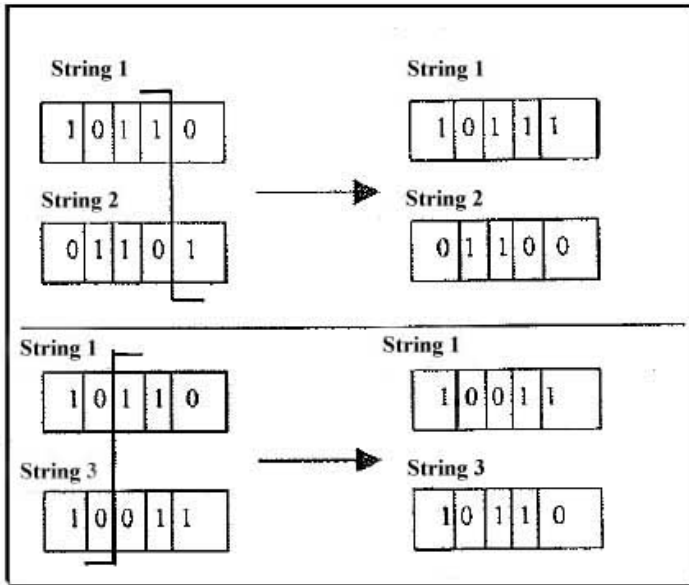 String 1 String 1
1 0 1 1 0 1 0 1 1 1
String 2 String 2
0 1 1 0 1 0 1 1 0 0
String 1 String 1
1 0 1 1 0 1 0 0 1 1
String 3 String 3
1 0 0 1 1 1 0 1 1 0